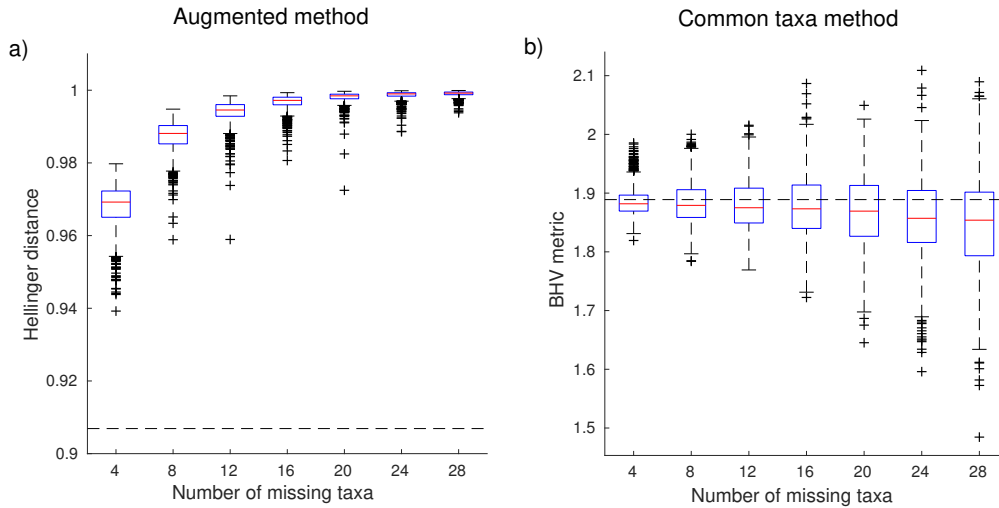 Augmented method
a)
1
0.98
0.96
0.94
0.92
0.9
Hellinger distance
4 8 12 16 20 24 28
Number of missing taxa
Common taxa method
b)
2.1
2
1.9
1.8
1.7
1.6
1.5
BHV metric
4 8 12 16 20 24 28
Number of missing taxa